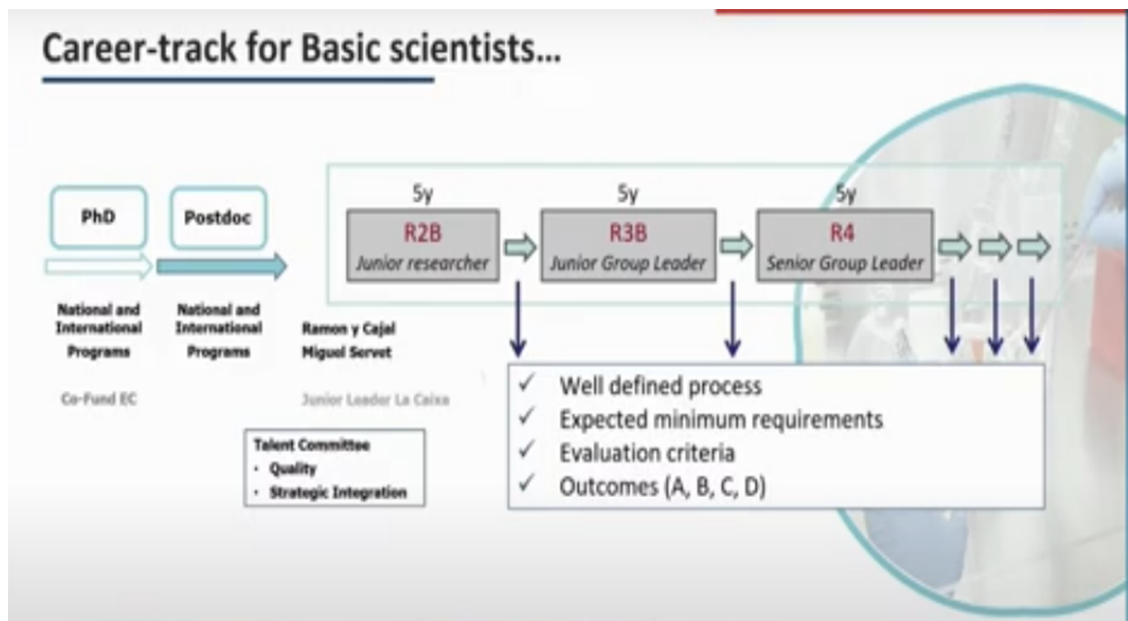 Career-track for Basic scientists...
PhD
Postdoc
5y
R2B
Junior researcher
5y
R3B
Junior Group Leader
5y
R4
Senior Group Leader
National and
International
Programs
National and
International
Programs
Ramon y Cajal
Miguel Servet
Co-Fund EC
Junior Leader La Caixa
Talent Committee
• Quality
• Strategic Integration
✓ Well defined process
✓ Expected minimum requirements
✓ Evaluation criteria
✓ Outcomes (A, B, C, D)